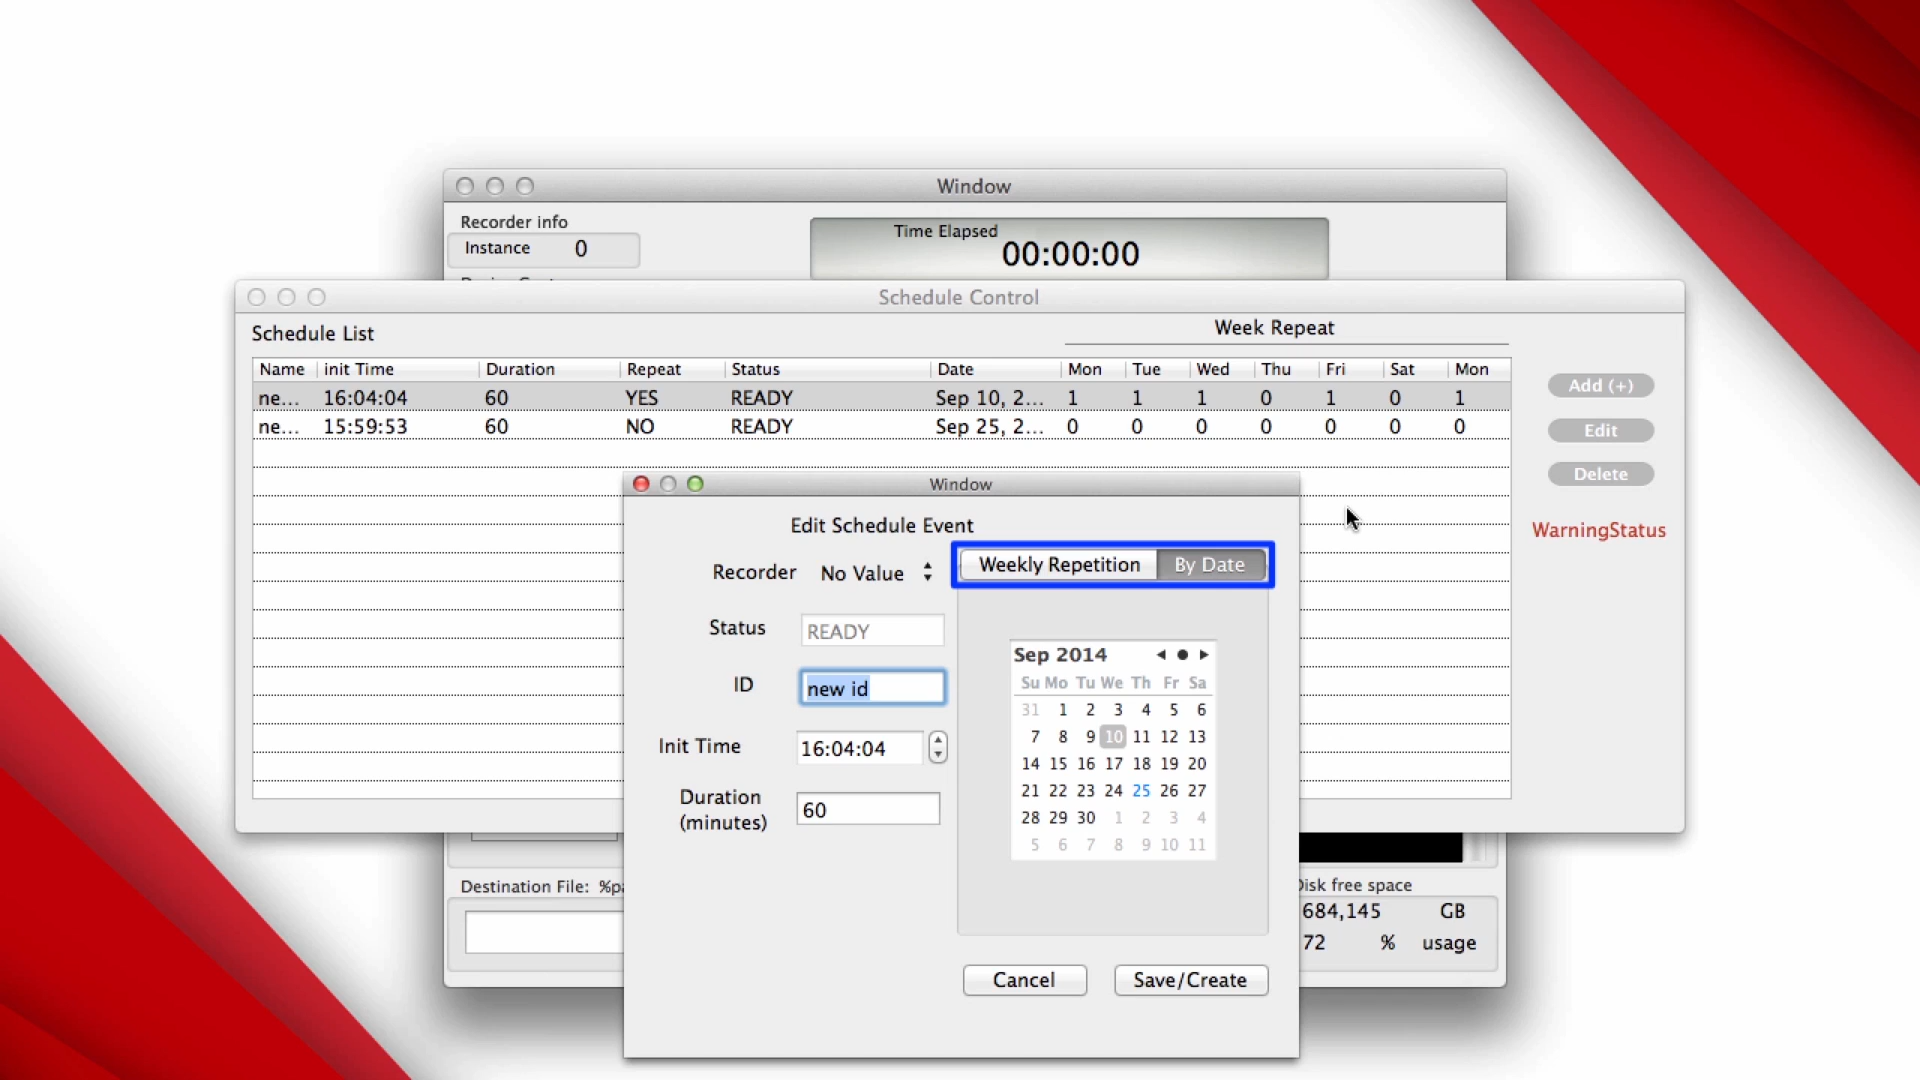 Window
Recorder info
Instance 0
Time Elapsed
00:00:00
Schedule Control
Schedule List
Week Repeat
Name init Time Duration Repeat Status Date Mon Tue Wed Thu Fri Sat Mon
ne... 16:04:04 60 YES READY Sep 10, 2... 1 1 1 0 1 0 1
ne... 15:59:53 60 NO READY Sep 25, 2... 0 0 0 0 0 0 0
Add (+)
Edit
Delete
WarningStatus
Window
Edit Schedule Event
Recorder No Value
Weekly Repetition By Date
Status READY
ID new id
Init Time 16:04:04
Duration
(minutes) 60
Sep 2014
Su Mo Tu We Th Fr Sa
31 1 2 3 4 5 6
7 8 9 10 11 12 13
14 15 16 17 18 19 20
21 22 23 24 25 26 27
28 29 30 1 2 3 4
5 6 7 8 9 10 11
Cancel Save/Create
Destination File: %p
Disk free space
684,145 GB
72 % usage